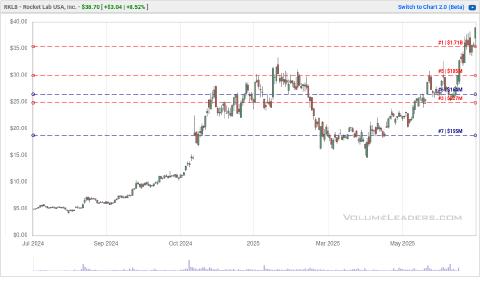 RKLB - Rocket Lab USA, Inc. - $38.70 [ +$3.04 | +8.52% ]
Switch to Chart 2.0 (Beta)
$40.00
#1 | $1.71B
$35.00
$30.00
$25.00
$20.00
#7 | $155M
$15.00
$10.00
$5.00
$0.00
VolumeLeaders.com
Jul 2024
Sep 2024
Oct 2024
2025
Mar 2025
May 2025